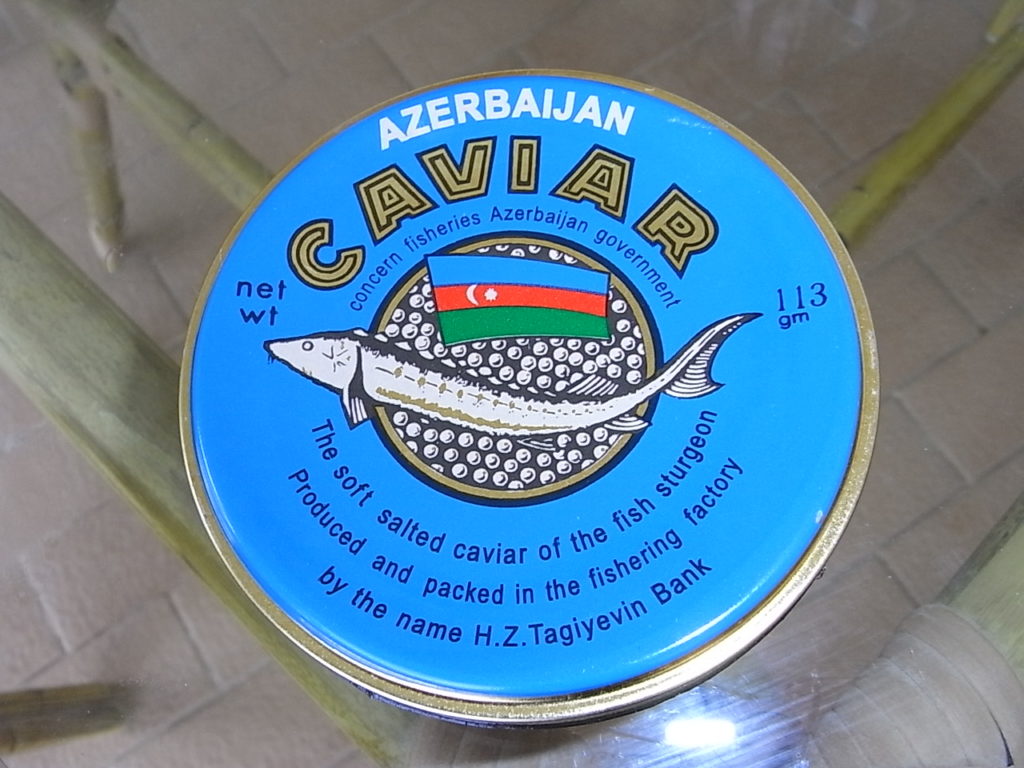 AZERBAIJAN
CAVIAR
concern fisheries Azerbaijan government
net
wt
113
gm
The soft salted caviar of the fish sturgeon
Produced and packed in the fishering factory
by the name H.Z.Tagiyevin Bank